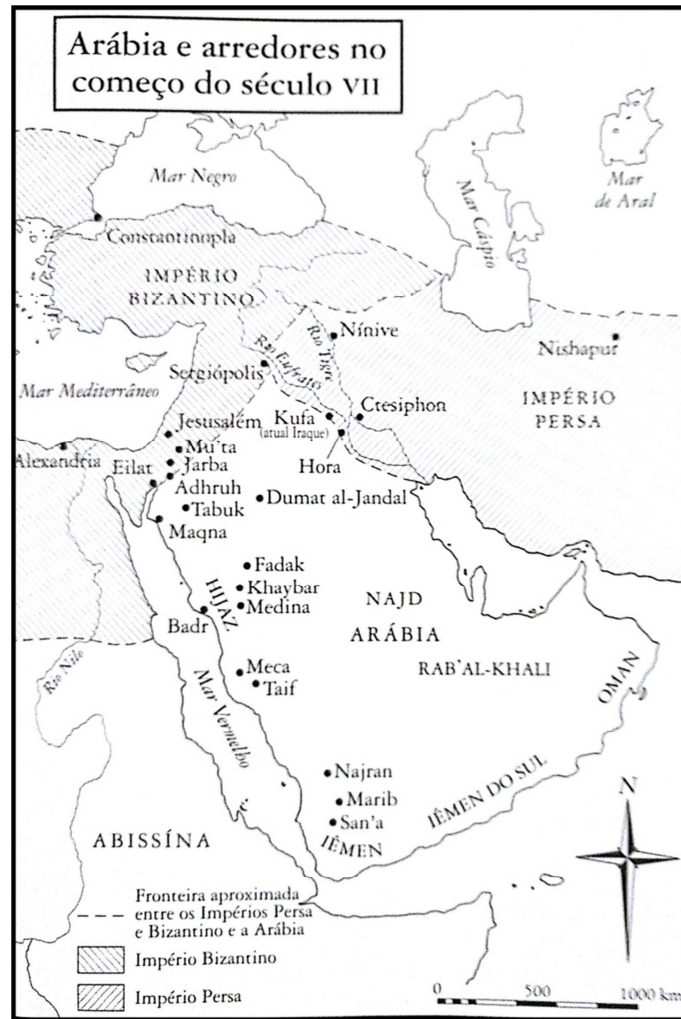 Arábia e arredores no
começo do século VII
Mar Negro
Mar Cáspio
Mar
de Aral
Constantinopla
IMPÉRIO
BIZANTINO
Nínive
Rio Tigre
Rio Eufrates
Nishapur
Mar Mediterrâneo
Sergiópolis
IMPÉRIO
PERSA
Ctesiphon
Kufa
(atual Iraque)
Jesusalém
Mu'ta
Hora
Alexandria
Jarba
Eilat
Adhruh
Dumat al-Jandal
Tabuk
Maqna
Fadak
Khaybar
HIJAZ
NAJD
Medina
Badr
ARÁBIA
Rio Nilo
Meca
RAB'AL-KHALI
Taif
OMAN
Mar Vermelho
Najran
Marib
IÊMEN DO SUL
N
San'a
IÊMEN
ABISSÍNA
Fronteira aproximada
entre os Impérios Persa
e Bizantino e a Arábia
Império Bizantino
Império Persa
0 500 1000 km